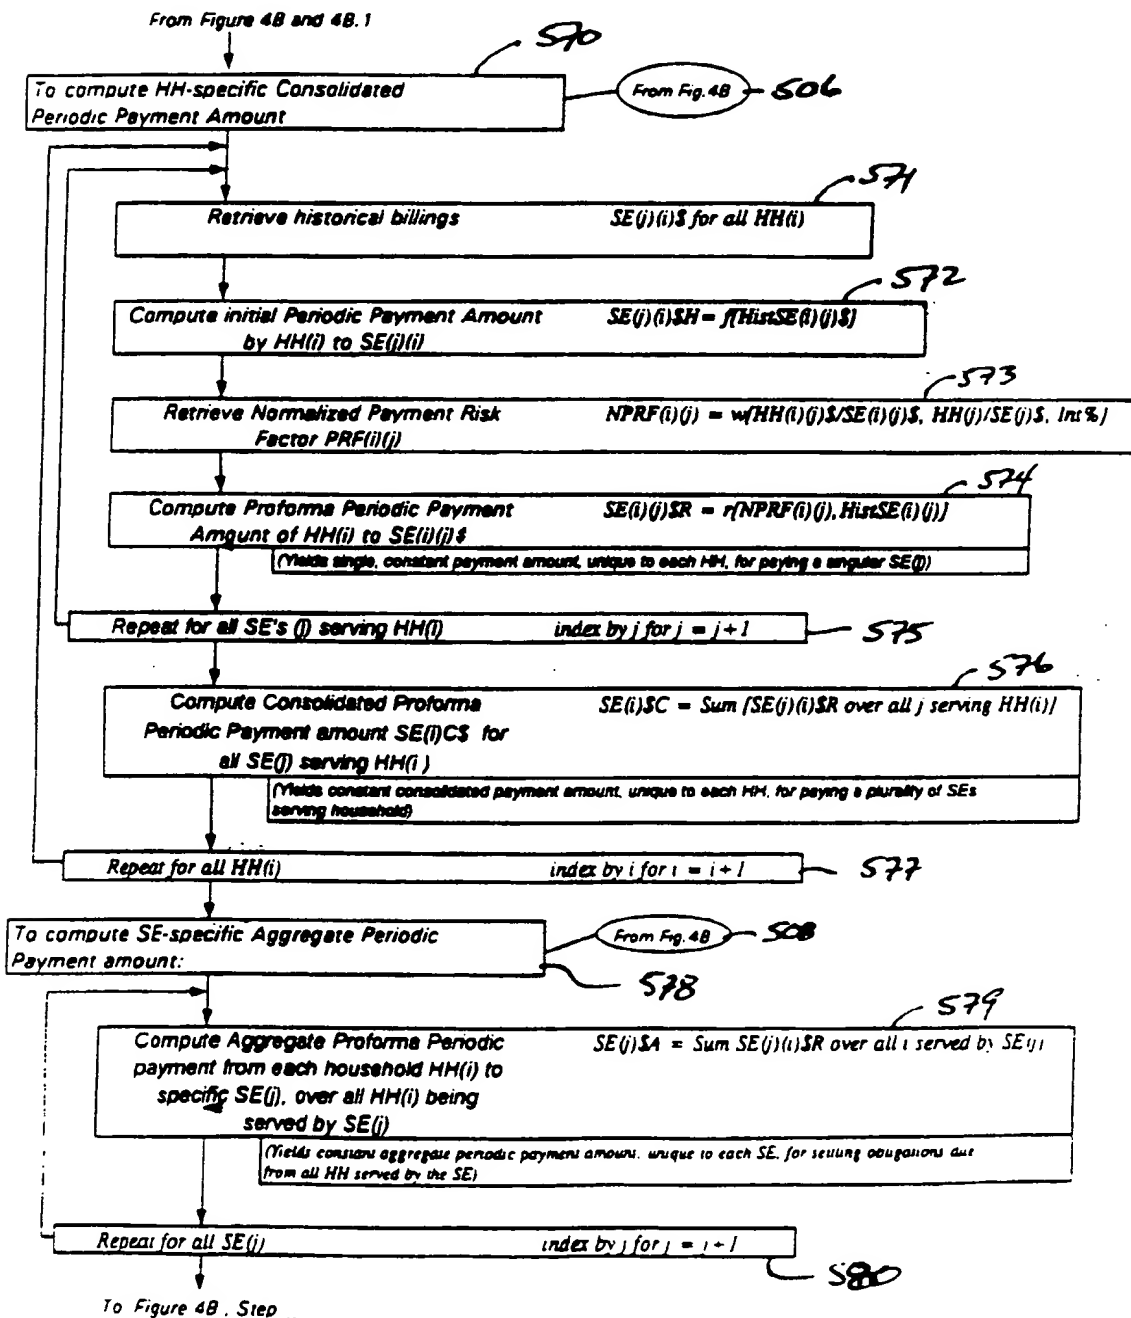 From Figure 4B and 4B.1
570
To compute HH-specific Consolidated
Periodic Payment Amount
From Fig. 4B
506
571
Retrieve historical billings SE(j)(i)$ for all HH(i)
572
Compute initial Periodic Payment Amount SE(j)(i)$H = f[HistSE(i)(j)$]
by HH(i) to SE(j)(i)
573
Retrieve Normalized Payment Risk NPRF(i)(j) = w[HH(i)(j)$/SE(i)(j)$, HH(j)/SE(j)$, Int%]
Factor PRF(i)(j)
574
Compute Proforma Periodic Payment SE(i)(j)$R = r[NPRF(i)(j), HistSE(i)(j)]
Amount of HH(i) to SE(i)(j)$
(Yields single, constant payment amount, unique to each HH, for paying a singular SE(j))
Repeat for all SE's (j) serving HH(i) index by j for j = j+1
575
576
Compute Consolidated Proforma SE(i)$C = Sum [SE(j)(i)$R over all j serving HH(i)]
Periodic Payment amount SE(i)C$ for
all SE(j) serving HH(i )
(Yields constant consolidated payment amount, unique to each HH, for paying a plurality of SEs
serving household)
Repeat for all HH(i) index by i for i = i+1
577
To compute SE-specific Aggregate Periodic
Payment amount:
From Fig. 4B
508
578
579
Compute Aggregate Proforma Periodic SE(j)$A = Sum SE(j)(i)$R over all i served by SE(j)
payment from each household HH(i) to
specific SE(j), over all HH(i) being
served by SE(j)
(Yields constant aggregate periodic payment amount, unique to each SE, for settling obligations due
from all HH served by the SE)
Repeat for all SE(j) index by j for j = j+1
580
To Figure 4B, Step